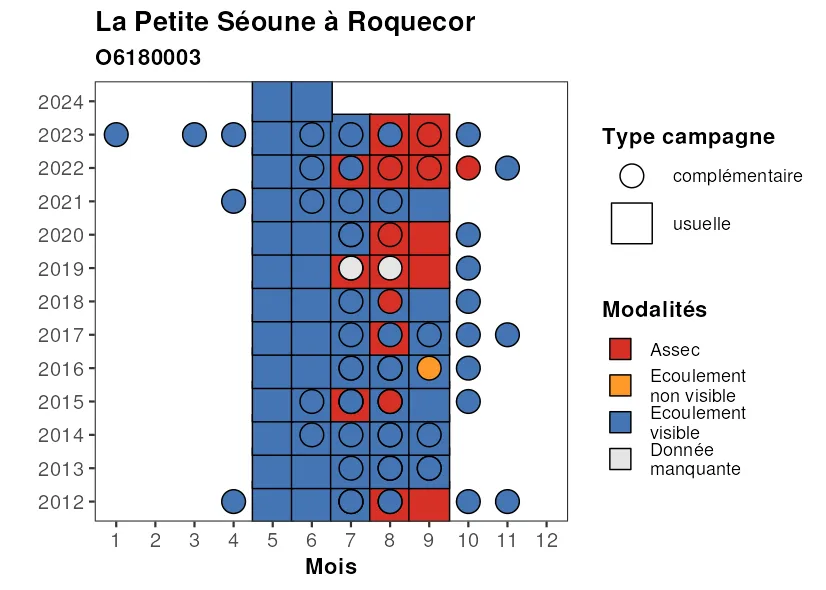 La Petite Séoune à Roquecor
O6180003
2024
2023
2022
2021
2020
2019
2018
2017
2016
2015
2014
2013
2012
1 2 3 4 5 6 7 8 9 10 11 12
Mois
Type campagne
complémentaire
usuelle
Modalités
Assec
Ecoulement
non visible
Ecoulement
visible
Donnée
manquante